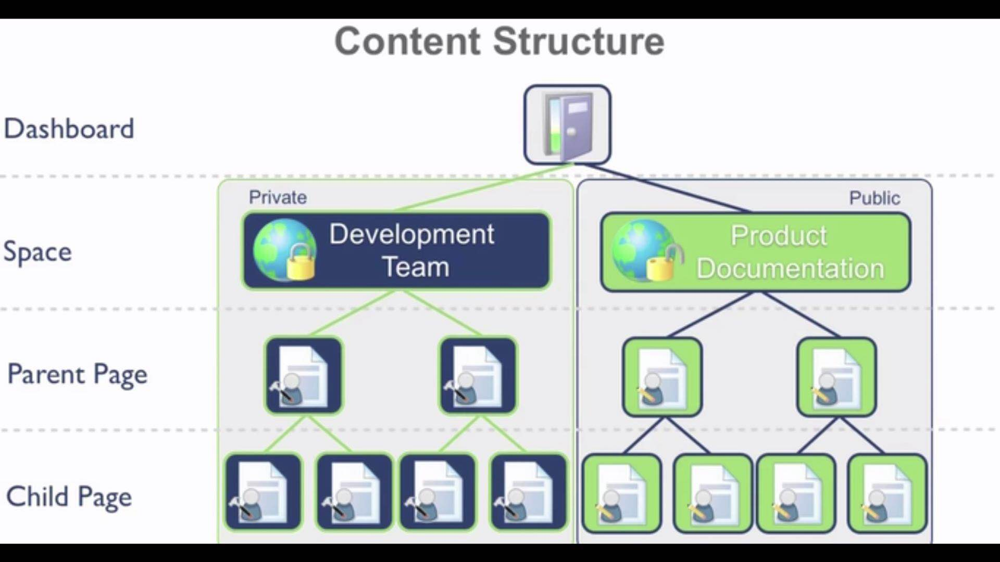 Content Structure
Dashboard
Private
Public
Space
Development
Team
Product
Documentation
Parent Page
Child Page